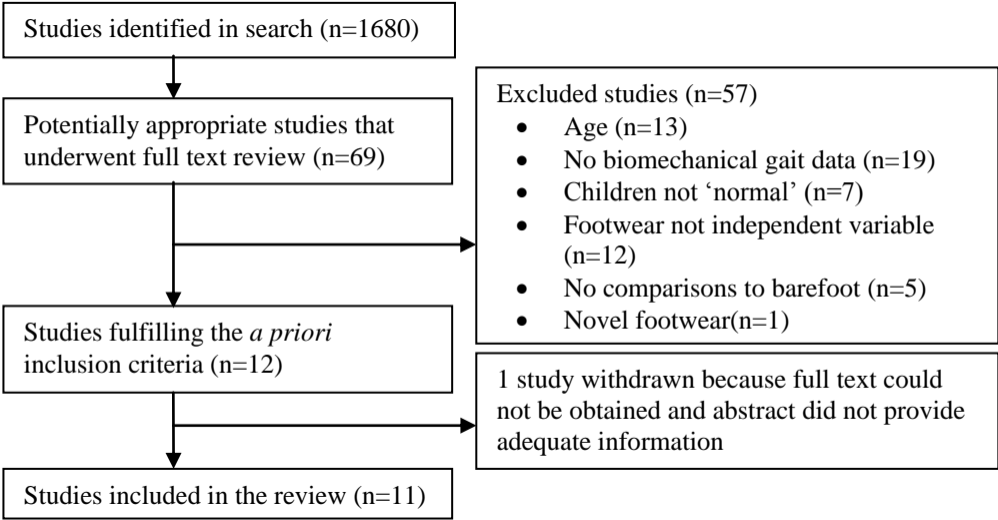 Studies identified in search (n=1680)
Potentially appropriate studies that
underwent full text review (n=69)
Excluded studies (n=57)
• Age (n=13)
• No biomechanical gait data (n=19)
• Children not ‘normal’ (n=7)
• Footwear not independent variable
(n=12)
• No comparisons to barefoot (n=5)
• Novel footwear(n=1)
Studies fulfilling the a priori
inclusion criteria (n=12)
1 study withdrawn because full text could
not be obtained and abstract did not provide
adequate information
Studies included in the review (n=11)